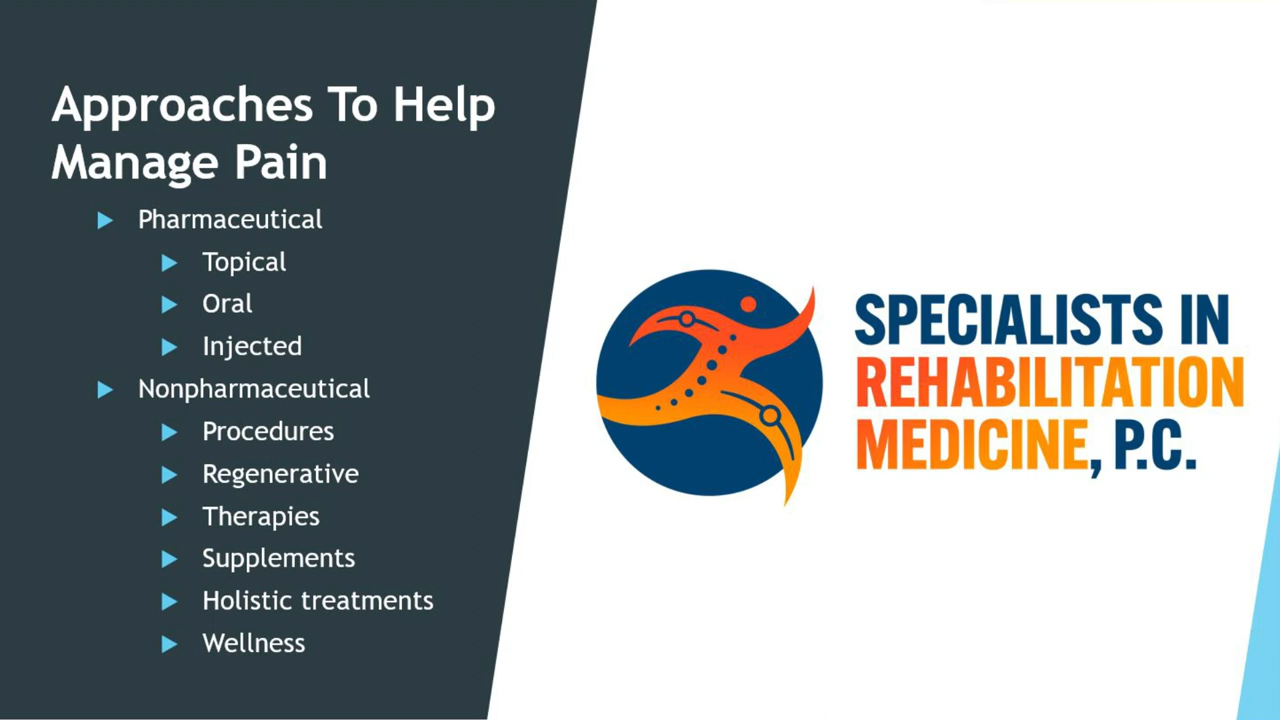 Approaches To Help
Manage Pain
Pharmaceutical
Topical
Oral
Injected
Nonpharmaceutical
Procedures
Regenerative
Therapies
Supplements
Holistic treatments
Wellness
SPECIALISTS IN
REHABILITATION
MEDICINE, P.C.